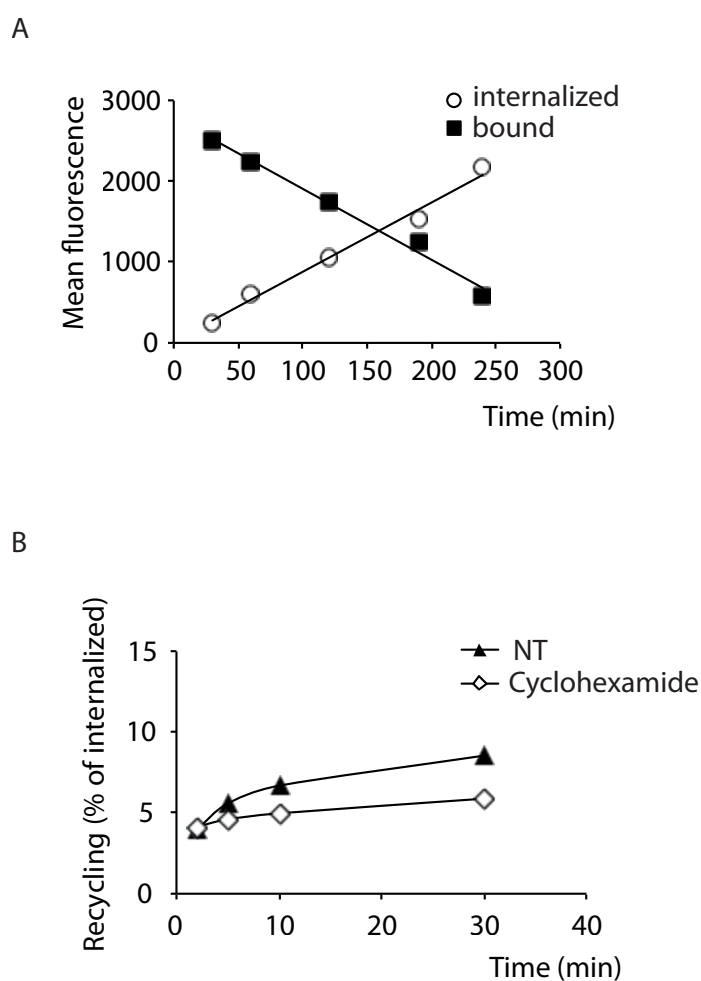 A
Mean fluorescence
3000
2000
1000
0
internalized
bound
0 50 100 150 200 250 300
Time (min)
B
Recycling (% of internalized)
15
10
5
0
NT
Cyclohexamide
0 10 20 30 40
Time (min)